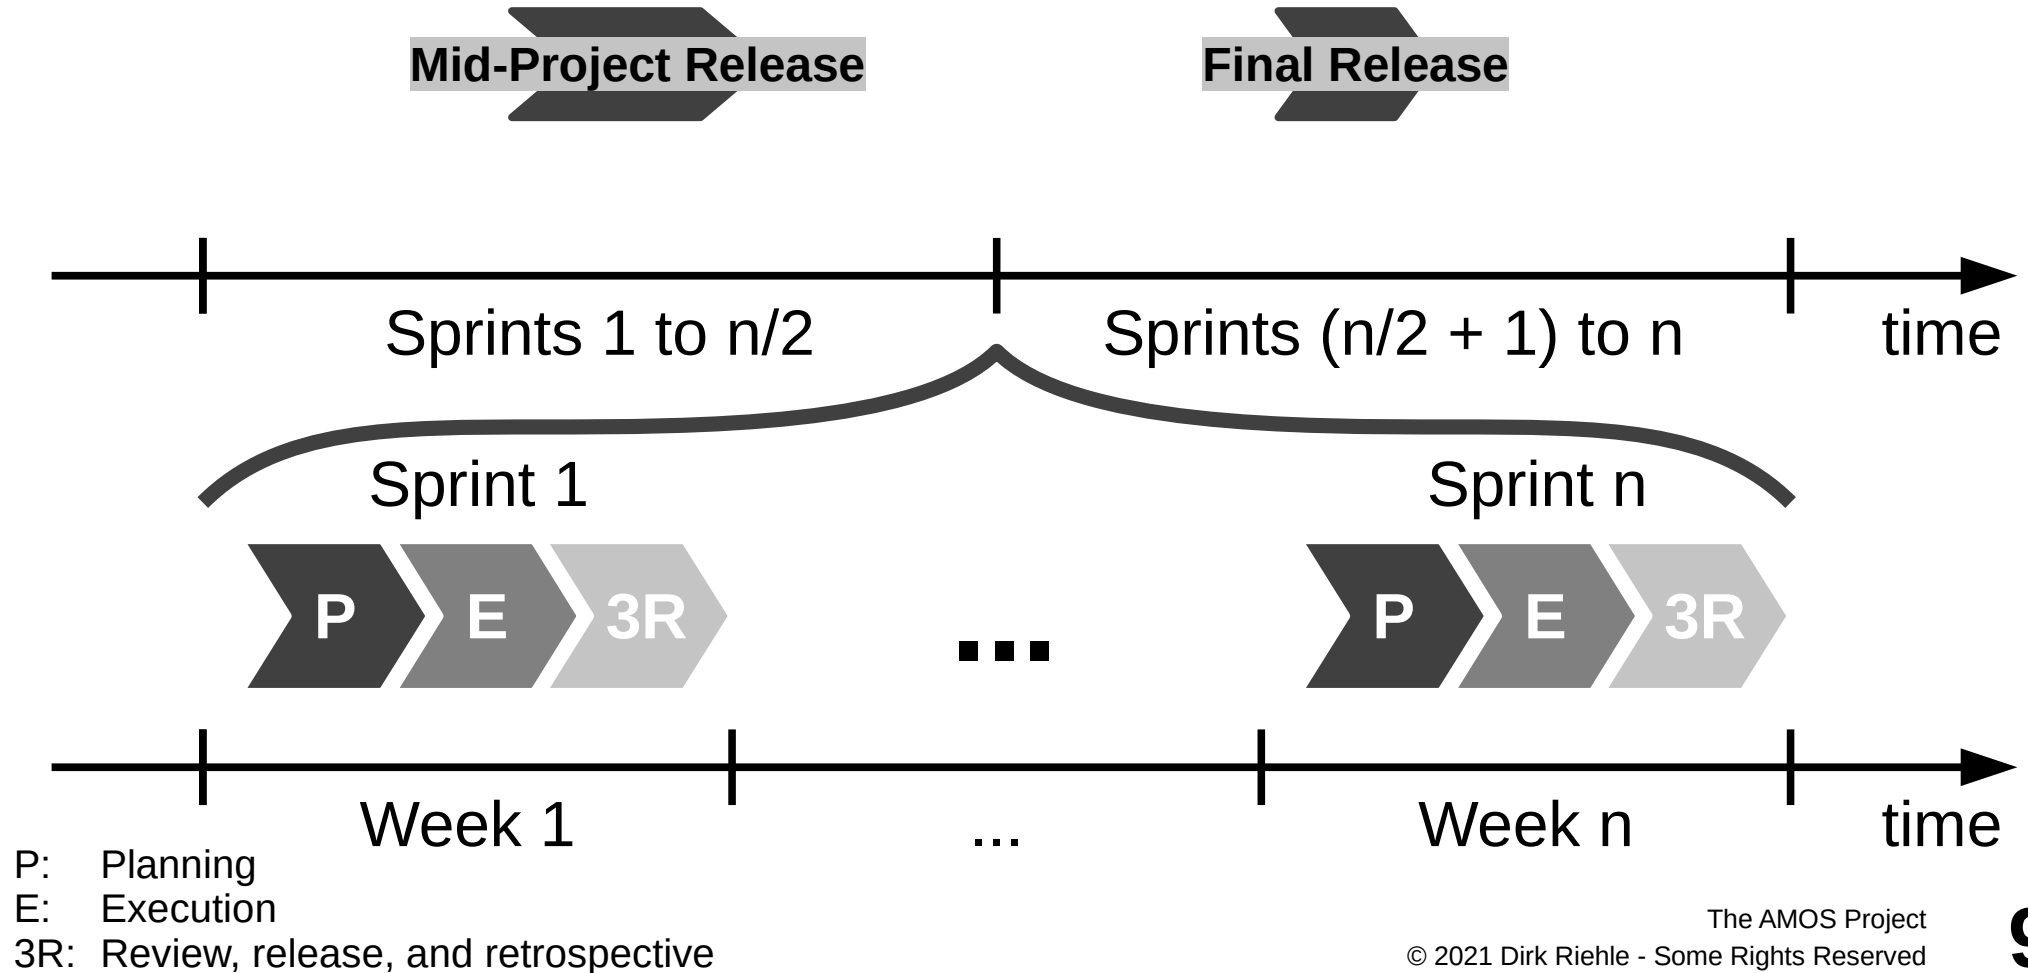 Mid-Project Release
Final Release
Sprints 1 to n/2
Sprints (n/2 + 1) to n
time
Sprint 1
Sprint n
P
E
3R
...
P
E
3R
Week 1
...
Week n
time
P: Planning
E: Execution
3R: Review, release, and retrospective
The AMOS Project
© 2021 Dirk Riehle - Some Rights Reserved